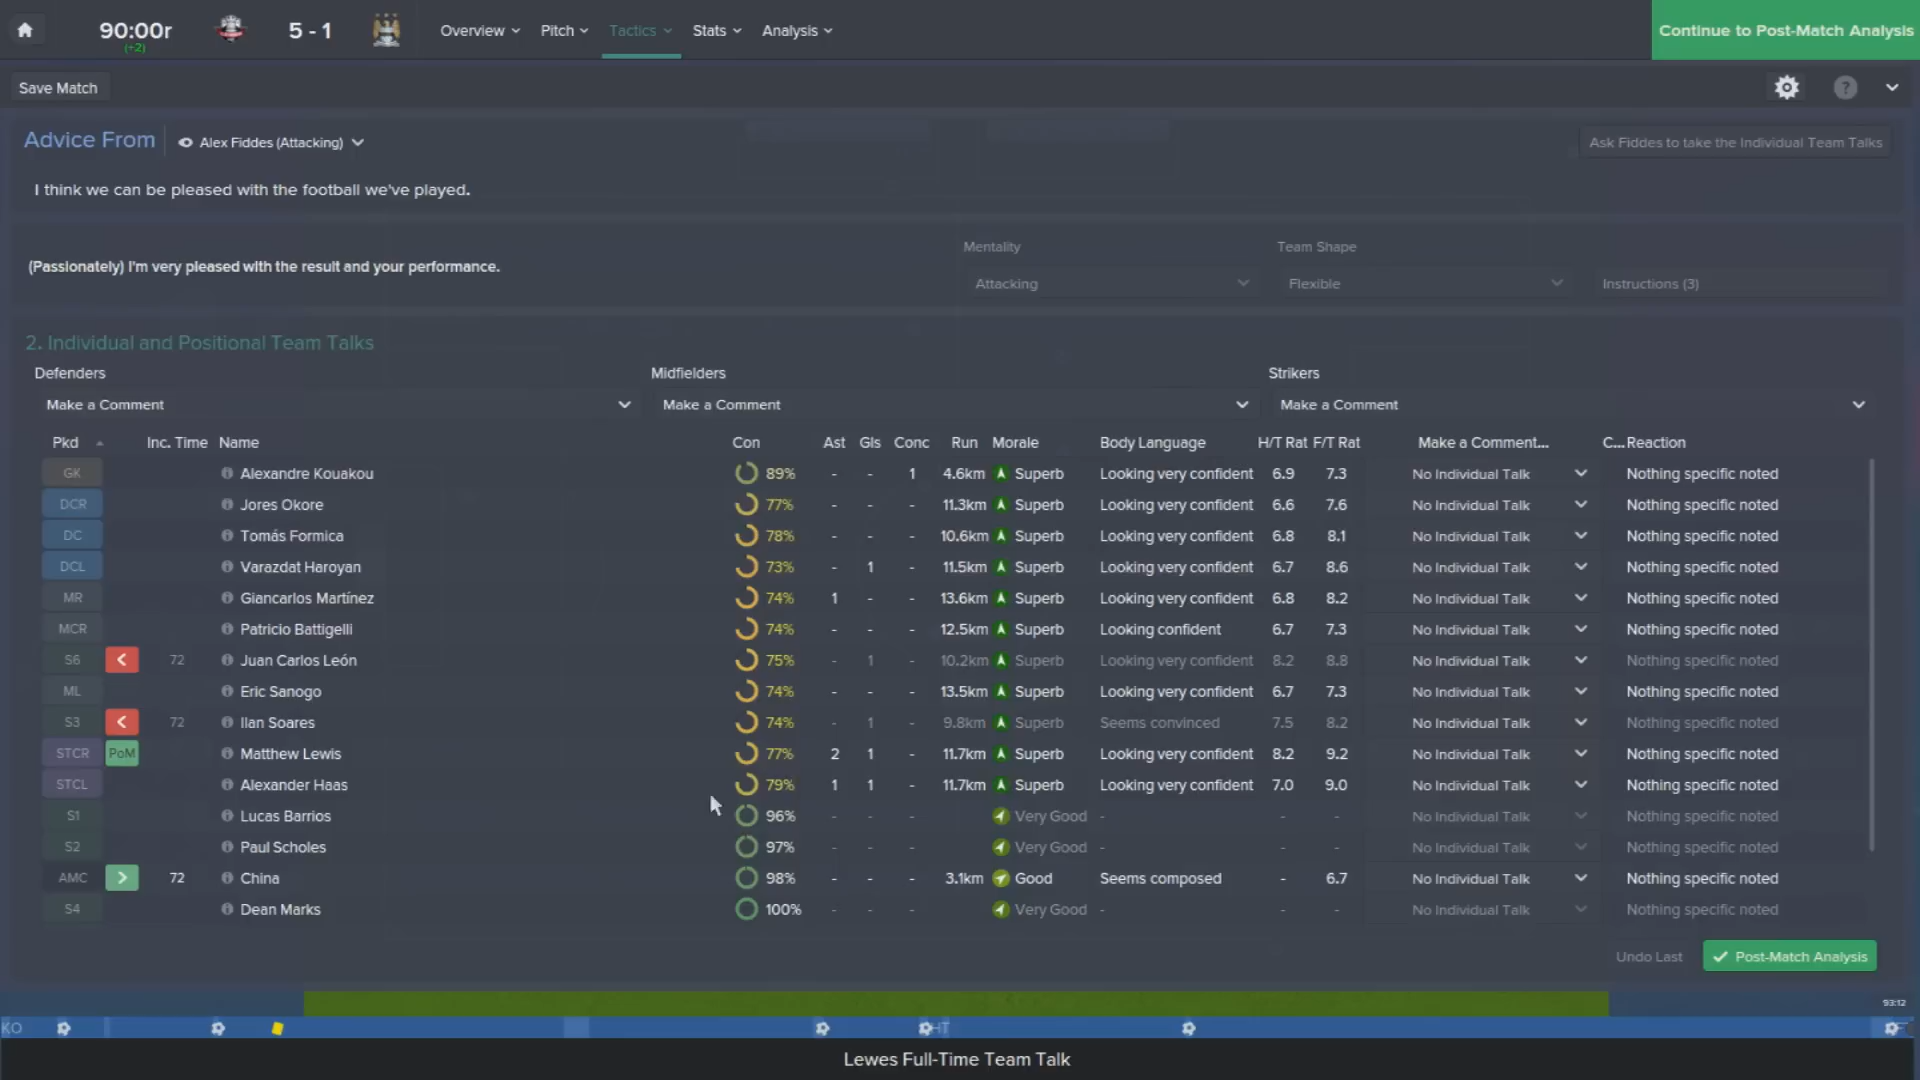 90:00r
(+2)
5 - 1
Overview
Pitch
Tactics
Stats
Analysis
Continue to Post-Match Analysis
Save Match
?
Advice From
Alex Fiddes (Attacking)
Ask Fiddes to take the Individual Team Talks
I think we can be pleased with the football we've played.
Mentality
Team Shape
(Passionately) I'm very pleased with the result and your performance.
Attacking
Flexible
Instructions (3)
2. Individual and Positional Team Talks
Defenders
Midfielders
Strikers
Make a Comment
Make a Comment
Make a Comment
Pkd Inc. Time Name Con Ast Gls Conc Run Morale Body Language H/T Rat F/T Rat Make a Comment... C... Reaction
GK Alexandre Kouakou 89% - - 1 4.6km Superb Looking very confident 6.9 7.3 No Individual Talk Nothing specific noted
DCR Jores Okore 77% - - - 11.3km Superb Looking very confident 6.6 7.6 No Individual Talk Nothing specific noted
DC Tomás Formica 78% - - - 10.6km Superb Looking very confident 6.8 8.1 No Individual Talk Nothing specific noted
DCL Varazdat Haroyan 73% - 1 - 11.5km Superb Looking very confident 6.7 8.6 No Individual Talk Nothing specific noted
MR Giancarlos Martínez 74% 1 - - 13.6km Superb Looking very confident 6.8 8.2 No Individual Talk Nothing specific noted
MCR Patricio Battigelli 74% - - - 12.5km Superb Looking confident 6.7 7.3 No Individual Talk Nothing specific noted
S6 72 Juan Carlos León 75% - 1 - 10.2km Superb Looking very confident 8.2 8.8 No Individual Talk Nothing specific noted
ML Eric Sanogo 74% - - - 13.5km Superb Looking very confident 6.7 7.3 No Individual Talk Nothing specific noted
S3 72 Ilan Soares 74% - 1 - 9.8km Superb Seems convinced 7.5 8.2 No Individual Talk Nothing specific noted
STCR PoM Matthew Lewis 77% 2 1 - 11.7km Superb Looking very confident 8.2 9.2 No Individual Talk Nothing specific noted
STCL Alexander Haas 79% 1 1 - 11.7km Superb Looking very confident 7.0 9.0 No Individual Talk Nothing specific noted
S1 Lucas Barrios 96% - - - Very Good - - - No Individual Talk Nothing specific noted
S2 Paul Scholes 97% - - - Very Good - - - No Individual Talk Nothing specific noted
AMC 72 China 98% - - - 3.1km Good Seems composed - 6.7 No Individual Talk Nothing specific noted
S4 Dean Marks 100% - - - Very Good - - - No Individual Talk Nothing specific noted
Undo Last
Post-Match Analysis
93:12
KO
HT
Lewes Full-Time Team Talk